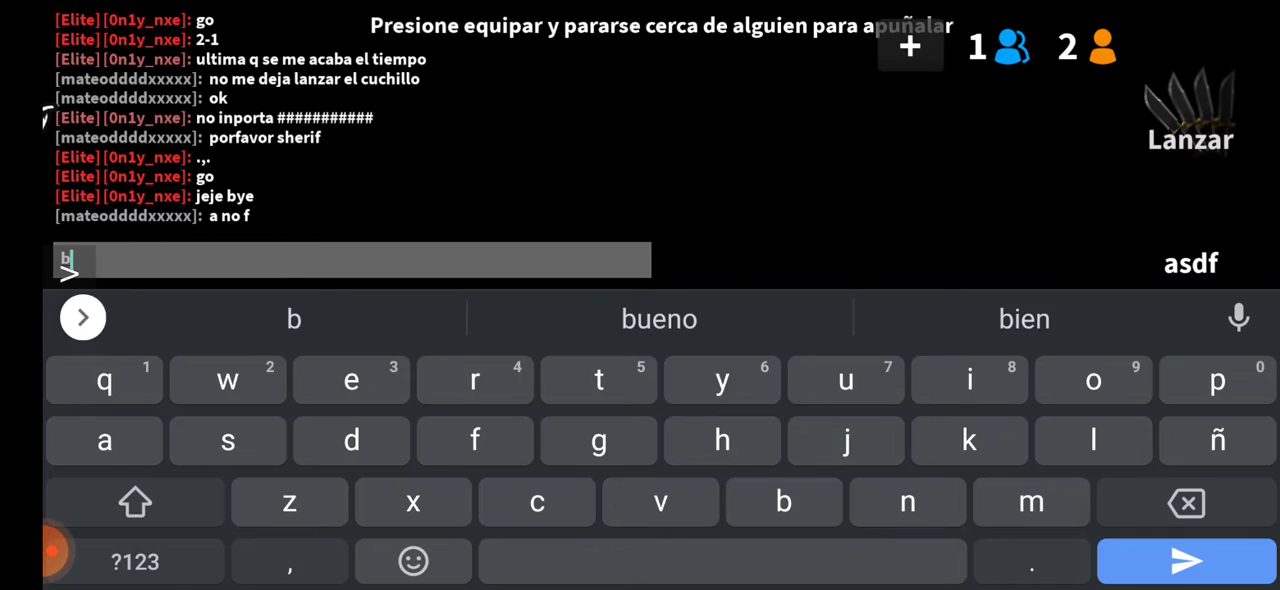 [Elite][0n1y_nxe]: go
[Elite][0n1y_nxe]: 2-1
[Elite][0n1y_nxe]: ultima q se me acaba el tiempo
[mateoddddxxxxx]: no me deja lanzar el cuchillo
[mateoddddxxxxx]: ok
[Elite][0n1y_nxe]: no inporta ###########
[mateoddddxxxxx]: porfavor sherif
[Elite][0n1y_nxe]: .,.
[Elite][0n1y_nxe]: go
[Elite][0n1y_nxe]: jeje bye
[mateoddddxxxxx]: a no f
Presione equipar y pararse cerca de alguien para apuñalar
+ 1 2
Lanzar
b
>
asdf
b bueno bien
q 1 w 2 e 3 r 4 t 5 y 6 u 7 i 8 o 9 p 0
a s d f g h j k l ñ
z x c v b n m
?123 , .